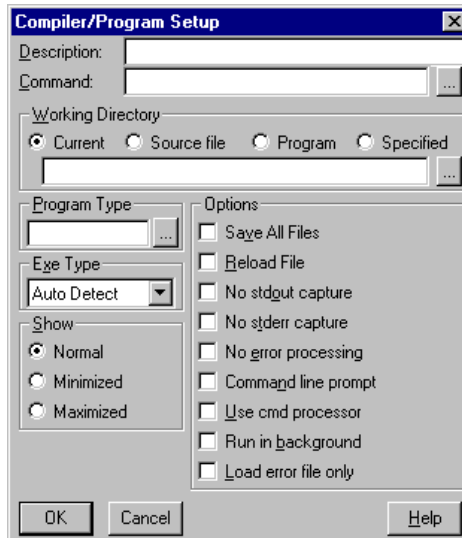 Compiler/Program Setup
Description:
Command:
...
Working Directory
Current Source file Program Specified
...
Program Type
...
Exe Type
Auto Detect
Show
Normal
Minimized
Maximized
Options
Save All Files
Reload File
No stdout capture
No stderr capture
No error processing
Command line prompt
Use cmd processor
Run in background
Load error file only
OK Cancel Help